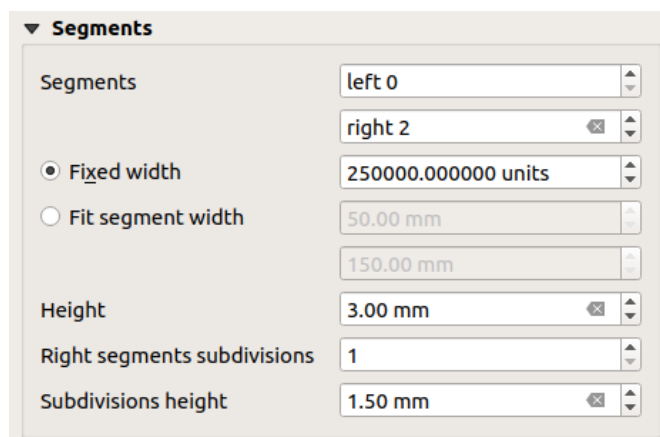 Segments
Segments left 0
right 2
Fixed width 250000.000000 units
Fit segment width 50.00 mm
150.00 mm
Height 3.00 mm
Right segments subdivisions 1
Subdivisions height 1.50 mm